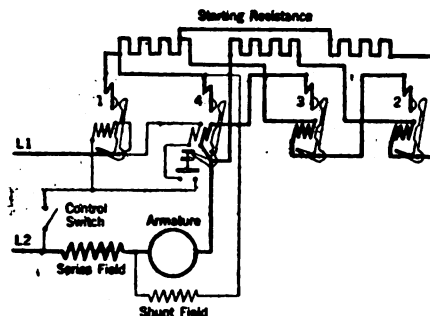 Starting Resistance
1
4
3
2
L1
Control
Switch
Armature
L2
Series Field
Shunt Field